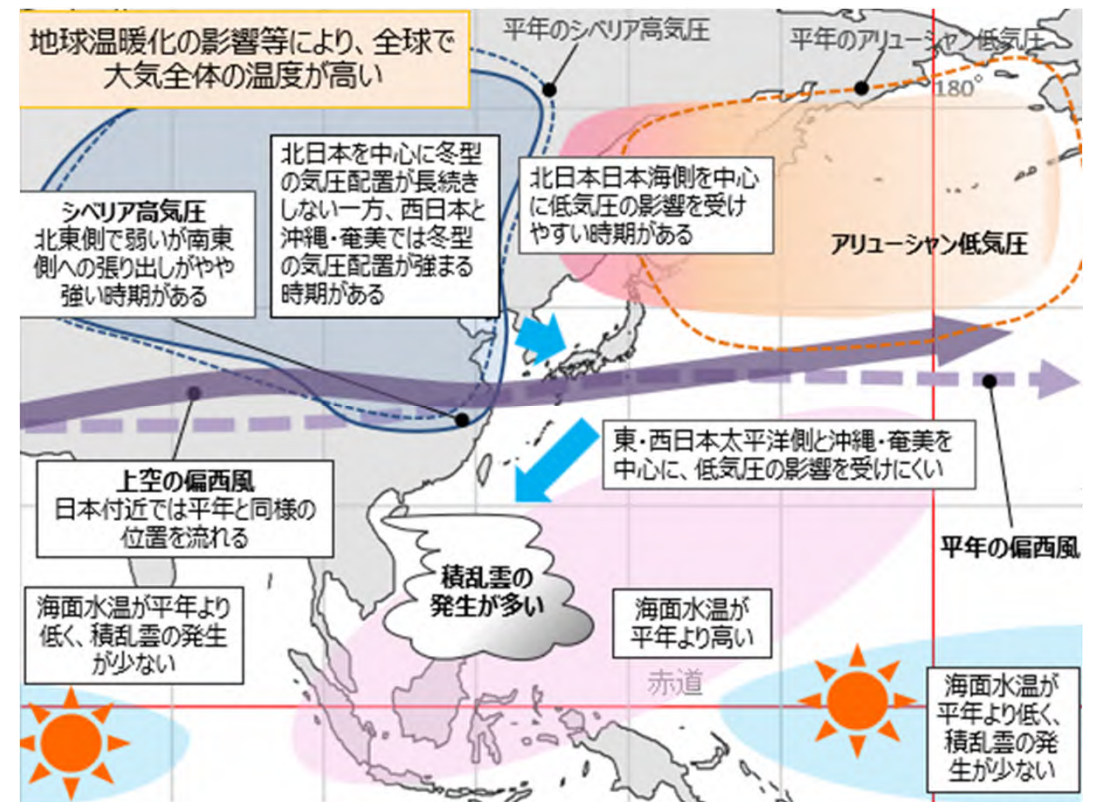 地球温暖化の影響等により、全球で
大気全体の温度が高い
平年のシベリア高気圧
平年のアリューシャン低気圧
180°
北日本を中心に冬型
の気圧配置が長続き
しない一方、西日本と
沖縄・奄美では冬型
の気圧配置が強まる
時期がある
北日本日本海側を中心
に低気圧の影響を受け
やすい時期がある
シベリア高気圧
北東側で弱いが南東
側への張り出しがやや
強い時期がある
アリューシャン低気圧
東・西日本太平洋側と沖縄・奄美を
中心に、低気圧の影響を受けにくい
上空の偏西風
日本付近では平年と同様の
位置を流れる
平年の偏西風
積乱雲の
発生が多い
海面水温が平年より
低く、積乱雲の発生
が少ない
海面水温が
平年より高い
赤道
海面水温が
平年より低く、
積乱雲の発
生が少ない